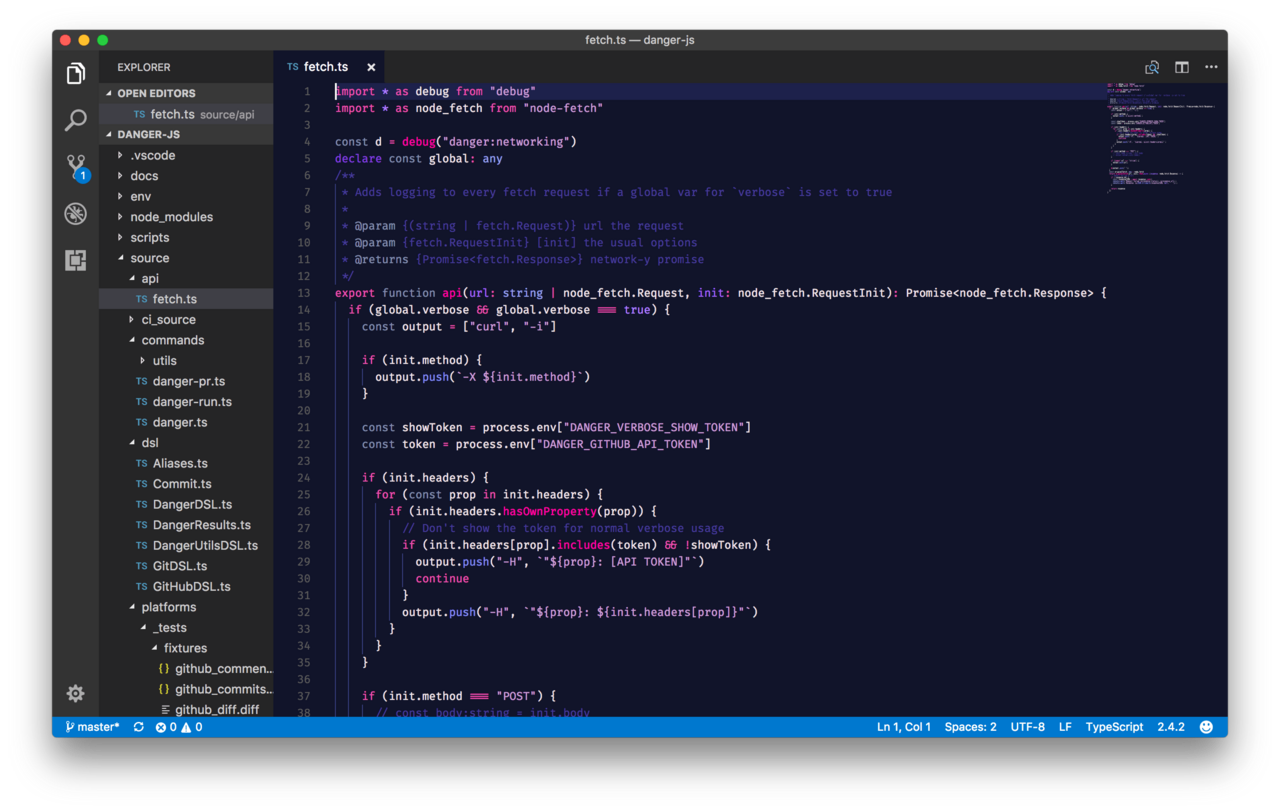 fetch.ts — danger-js
EXPLORER
OPEN EDITORS
TS fetch.ts source/api
DANGER-JS
.vscode
docs
env
node_modules
scripts
source
api
TS fetch.ts
ci_source
commands
utils
TS danger-pr.ts
TS danger-run.ts
TS danger.ts
dsl
TS Aliases.ts
TS Commit.ts
TS DangerDSL.ts
TS DangerResults.ts
TS DangerUtilsDSL.ts
TS GitDSL.ts
TS GitHubDSL.ts
platforms
_tests
fixtures
{} github_commen...
{} github_commits...
github_diff.diff
1
TS fetch.ts ×
1 import * as debug from "debug"
2 import * as node_fetch from "node-fetch"
3
4 const d = debug("danger:networking")
5 declare const global: any
6 /**
7  * Adds logging to every fetch request if a global var for `verbose` is set to true
8  *
9  * @param {(string | fetch.Request)} url the request
10  * @param {fetch.RequestInit} [init] the usual options
11  * @returns {Promise<fetch.Response>} network-y promise
12  */
13 export function api(url: string | node_fetch.Request, init: node_fetch.RequestInit): Promise<node_fetch.Response> {
14   if (global.verbose && global.verbose === true) {
15     const output = ["curl", "-i"]
16
17     if (init.method) {
18       output.push(`-X ${init.method}`)
19     }
20
21     const showToken = process.env["DANGER_VERBOSE_SHOW_TOKEN"]
22     const token = process.env["DANGER_GITHUB_API_TOKEN"]
23
24     if (init.headers) {
25       for (const prop in init.headers) {
26         if (init.headers.hasOwnProperty(prop)) {
27           // Don't show the token for normal verbose usage
28           if (init.headers[prop].includes(token) && !showToken) {
29             output.push("-H", `"${prop}: [API TOKEN]"`)
30             continue
31           }
32           output.push("-H", `"${prop}: ${init.headers[prop]}"`)
33         }
34       }
35     }
36
37     if (init.method === "POST") {
38       // const body:string = init.body
master* 0 0
Ln 1, Col 1 Spaces: 2 UTF-8 LF TypeScript 2.4.2